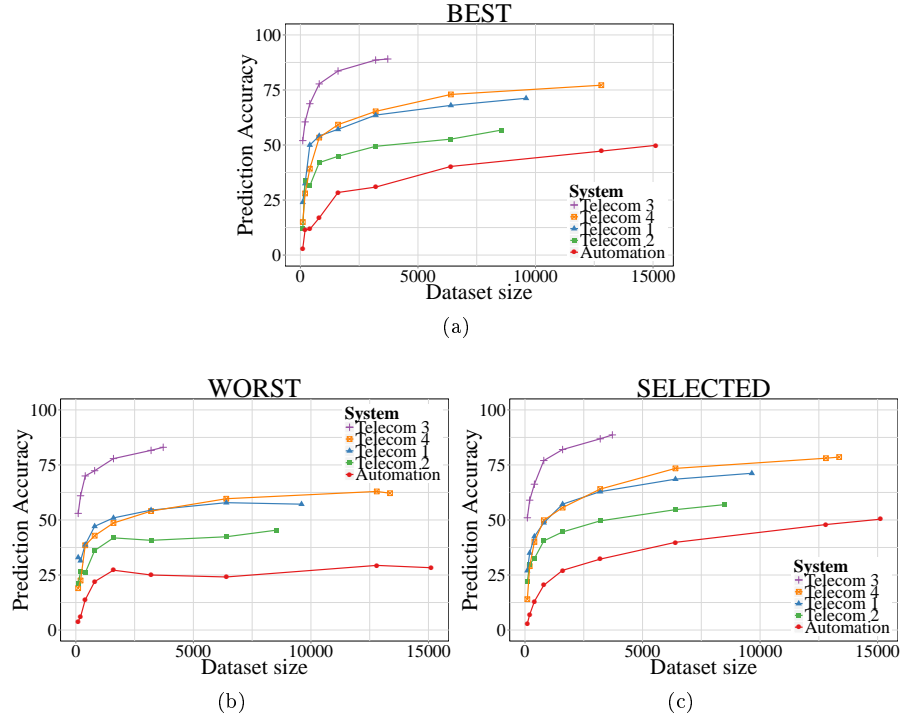 BEST
Prediction Accuracy
100
75
50
25
0
System
Telecom 3
Telecom 4
Telecom 1
Telecom 2
Automation
0 5000 10000 15000
Dataset size
(a)
WORST
Prediction Accuracy
100
75
50
25
0
System
Telecom 3
Telecom 4
Telecom 1
Telecom 2
Automation
0 5000 10000 15000
Dataset size
(b)
SELECTED
Prediction Accuracy
100
75
50
25
0
System
Telecom 3
Telecom 4
Telecom 1
Telecom 2
Automation
0 5000 10000 15000
Dataset size
(c)